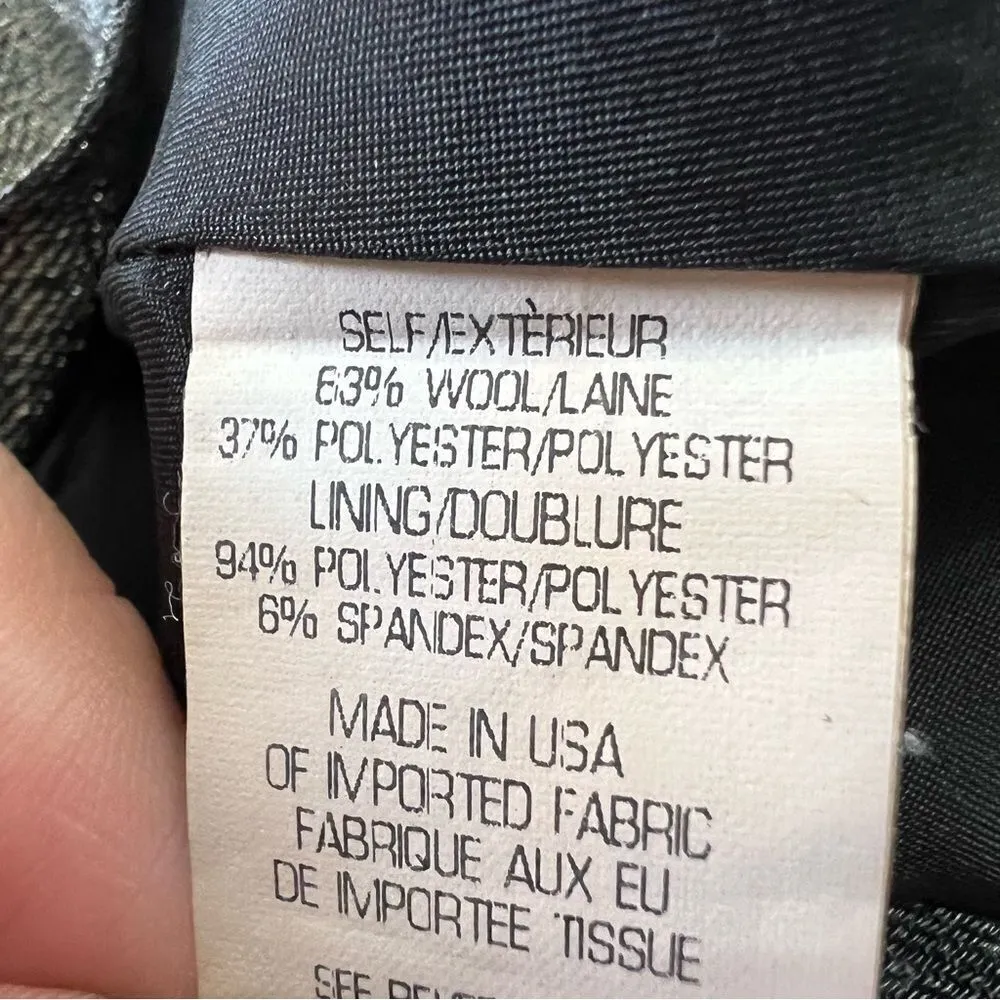 SELF/EXTÈRIEUR
63% WOOL/LAINE
37% POLYESTER/POLYESTER
LINING/DOUBLURE
94% POLYESTER/POLYESTER
6% SPANDEX/SPANDEX
MADE IN USA
OF IMPORTED FABRIC
FABRIQUE AUX EU
DE IMPORTEE TISSUE
SEE